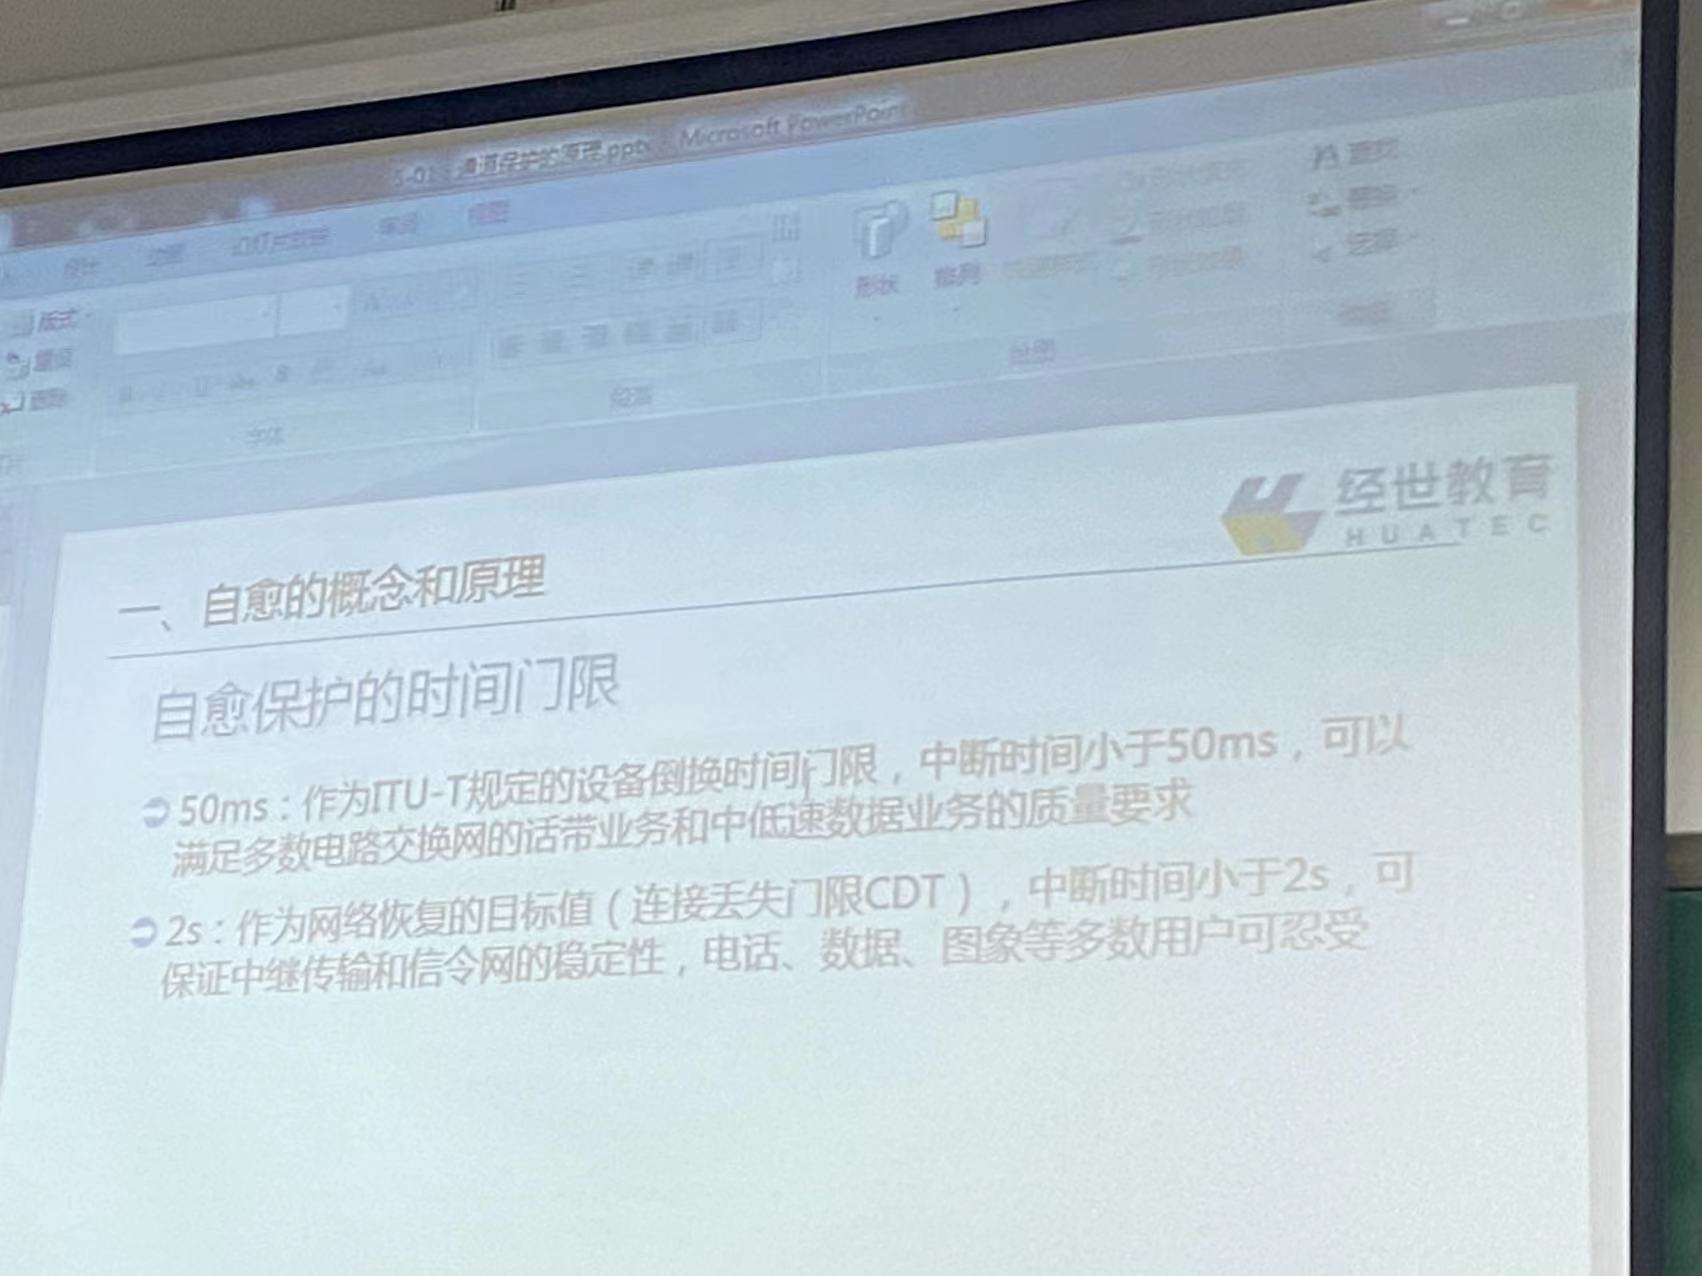 通道保护的原理.pptx - Microsoft PowerPoint
设计
动画
幻灯片放映
审阅
视图
版式
重设
删除
字体
段落
形状
排列
快速样式
绘图
查找
替换
选择
编辑
经世教育
HUATEC
一、自愈的概念和原理
自愈保护的时间门限
50ms：作为ITU-T规定的设备倒换时间门限，中断时间小于50ms，可以
满足多数电路交换网的话带业务和中低速数据业务的质量要求
2s：作为网络恢复的目标值（连接丢失门限CDT），中断时间小于2s，可
保证中继传输和信令网的稳定性，电话、数据、图象等多数用户可忍受